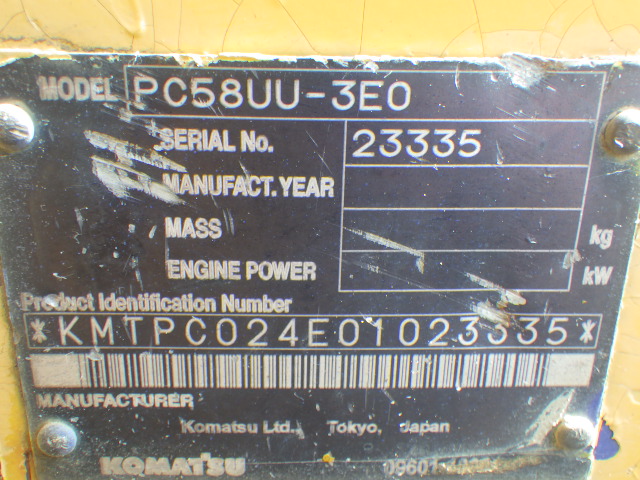 MODEL PC58UU-3E0
SERIAL No. 23335
MANUFACT. YEAR
MASS kg
ENGINE POWER kW
Product Identification Number
*KMTPC024E01023335*
MANUFACTURER
Komatsu Ltd., Tokyo, Japan
KOMATSU